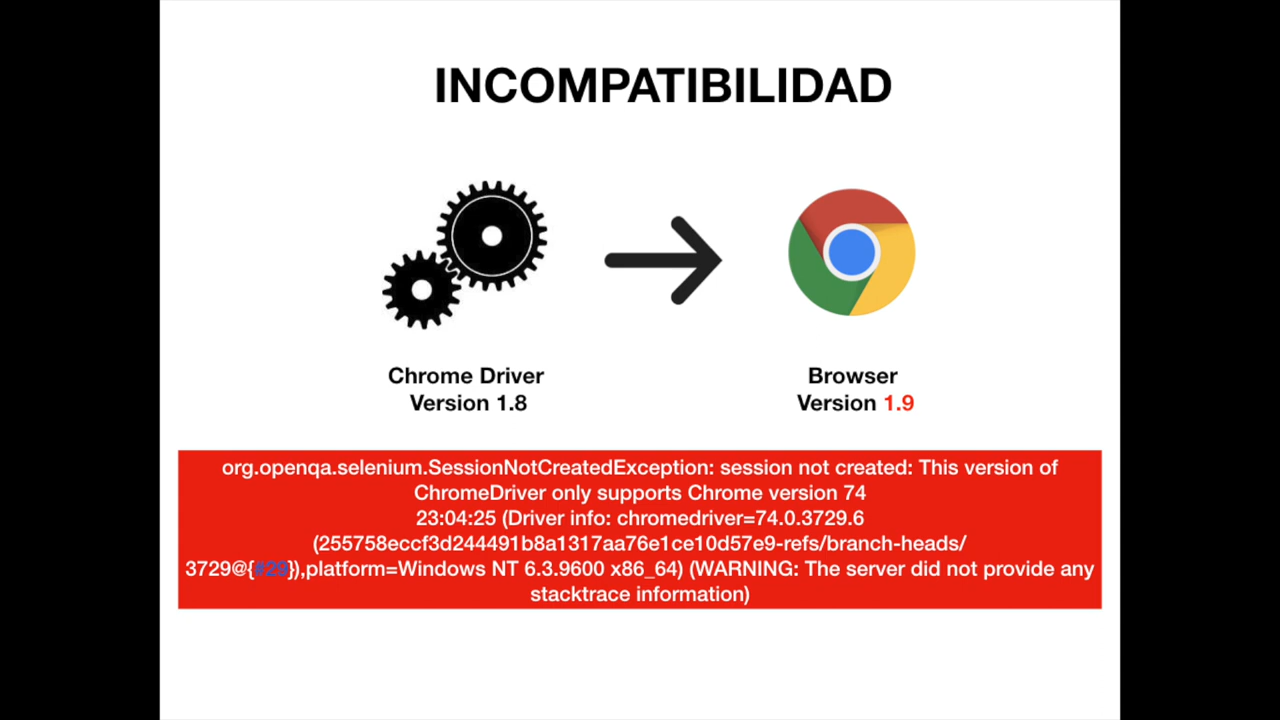 INCOMPATIBILIDAD
Chrome Driver
Version 1.8
Browser
Version 1.9
org.openqa.selenium.SessionNotCreatedException: session not created: This version of
ChromeDriver only supports Chrome version 74
23:04:25 (Driver info: chromedriver=74.0.3729.6
(255758eccf3d244491b8a1317aa76e1ce10d57e9-refs/branch-heads/
3729@{#29}),platform=Windows NT 6.3.9600 x86_64) (WARNING: The server did not provide any
stacktrace information)